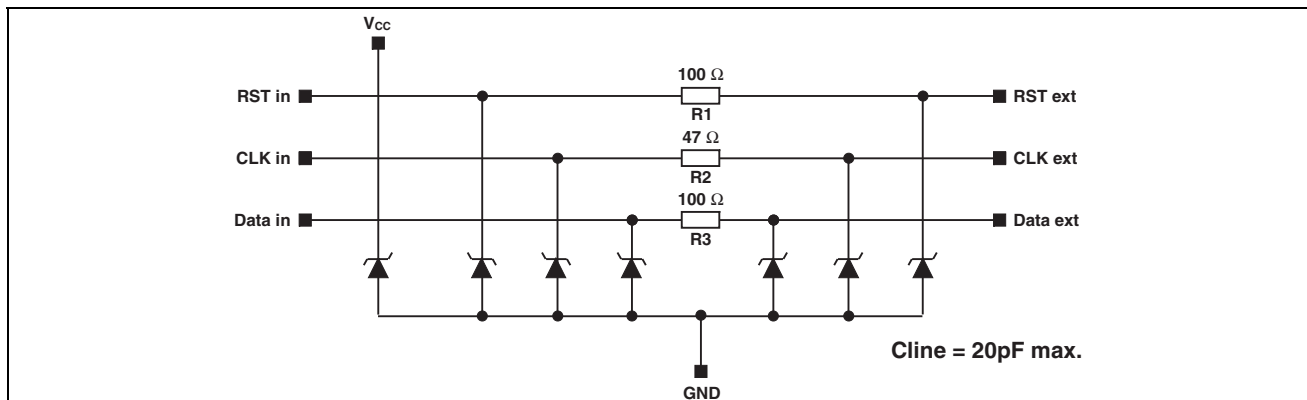 VCC
100 Ω
RST in
RST ext
R1
47 Ω
CLK in
CLK ext
R2
100 Ω
Data in
Data ext
R3
Cline = 20pF max.
GND